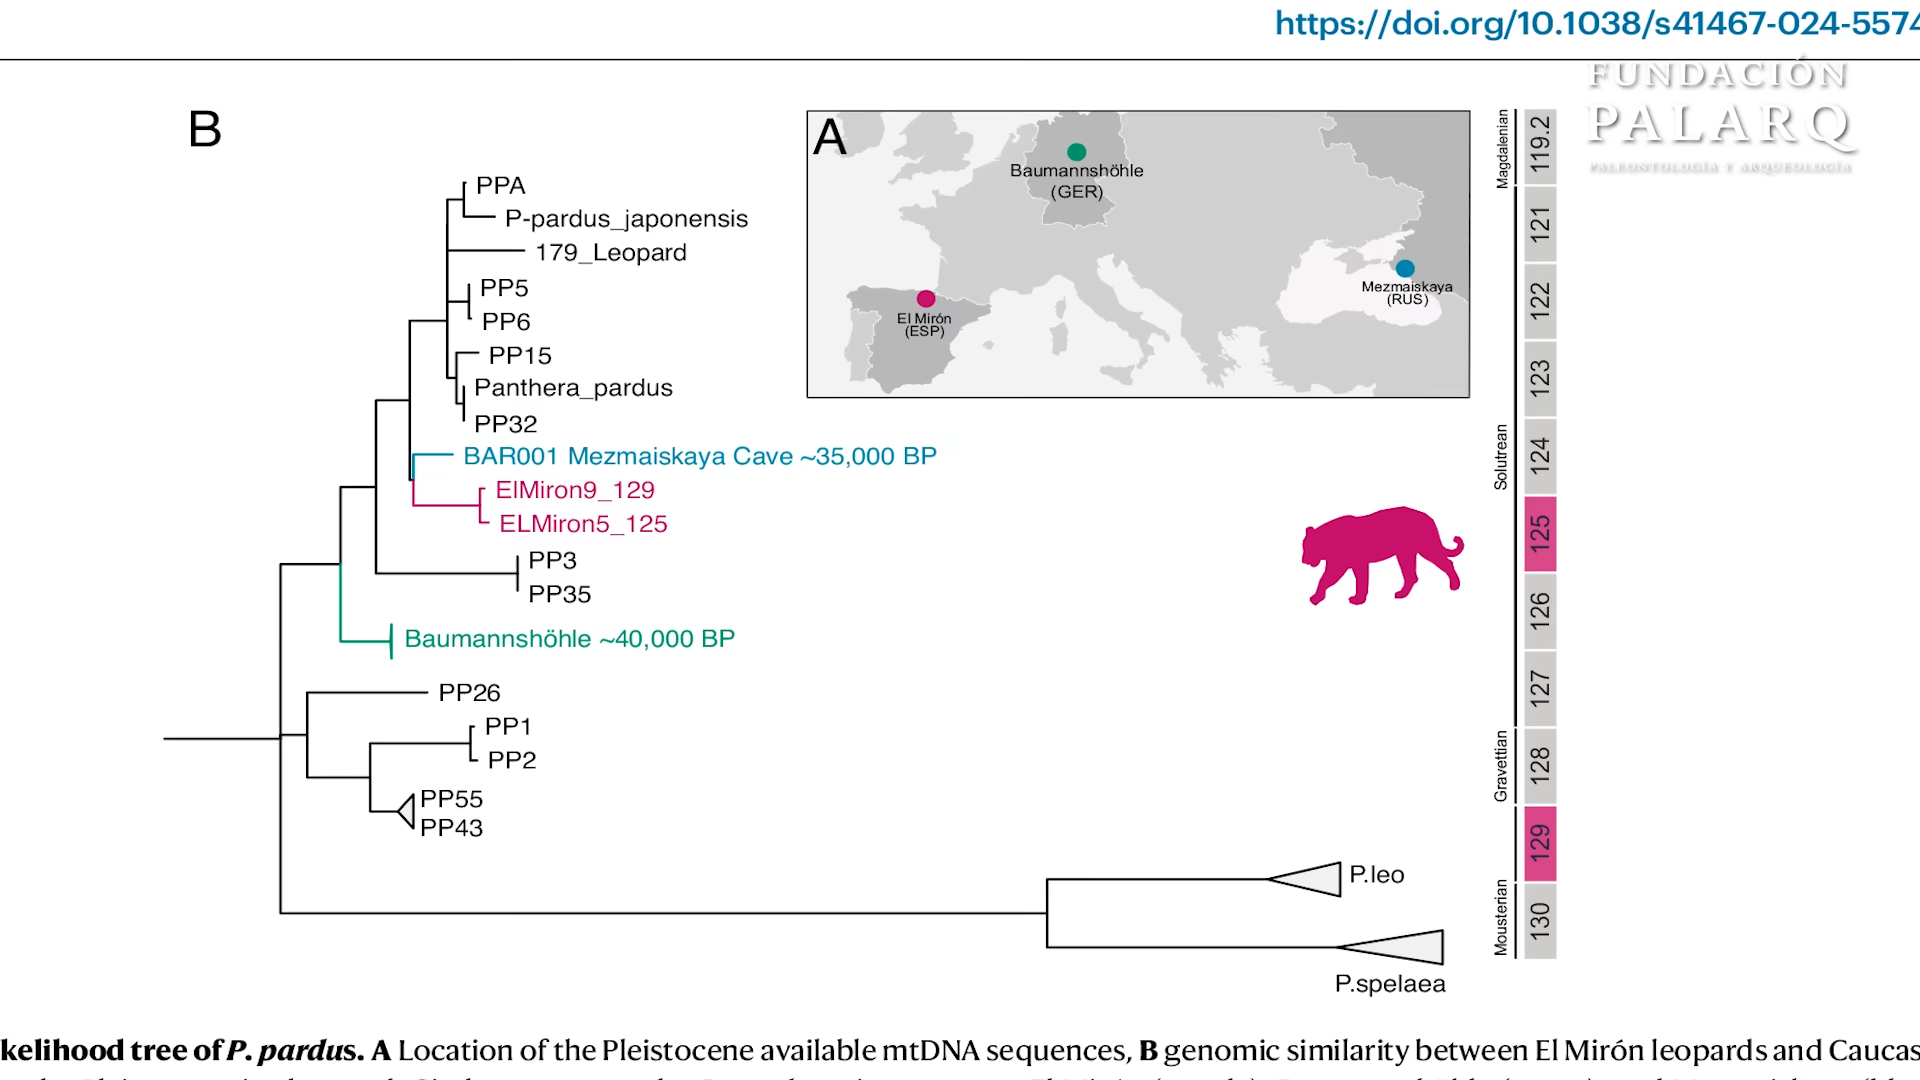 https://doi.org/10.1038/s41467-024-5574
FUNDACIÓN
PALARQ
PALEONTOLOGÍA Y ARQUEOLOGÍA
B
A
Baumannshöhle
(GER)
Mezmaiskaya
(RUS)
El Mirón
(ESP)
PPA
P-pardus_japonensis
179_Leopard
PP5
PP6
PP15
Panthera_pardus
PP32
BAR001 Mezmaiskaya Cave ~35,000 BP
ElMiron9_129
ELMiron5_125
PP3
PP35
Baumannshöhle ~40,000 BP
PP26
PP1
PP2
PP55
PP43
P.leo
P.spelaea
Magdalenian
Solutrean
Gravettian
Mousterian
119.2
121
122
123
124
125
126
127
128
129
130
kelihood tree of P. pardus. A Location of the Pleistocene available mtDNA sequences, B genomic similarity between El Mirón leopards and Caucas